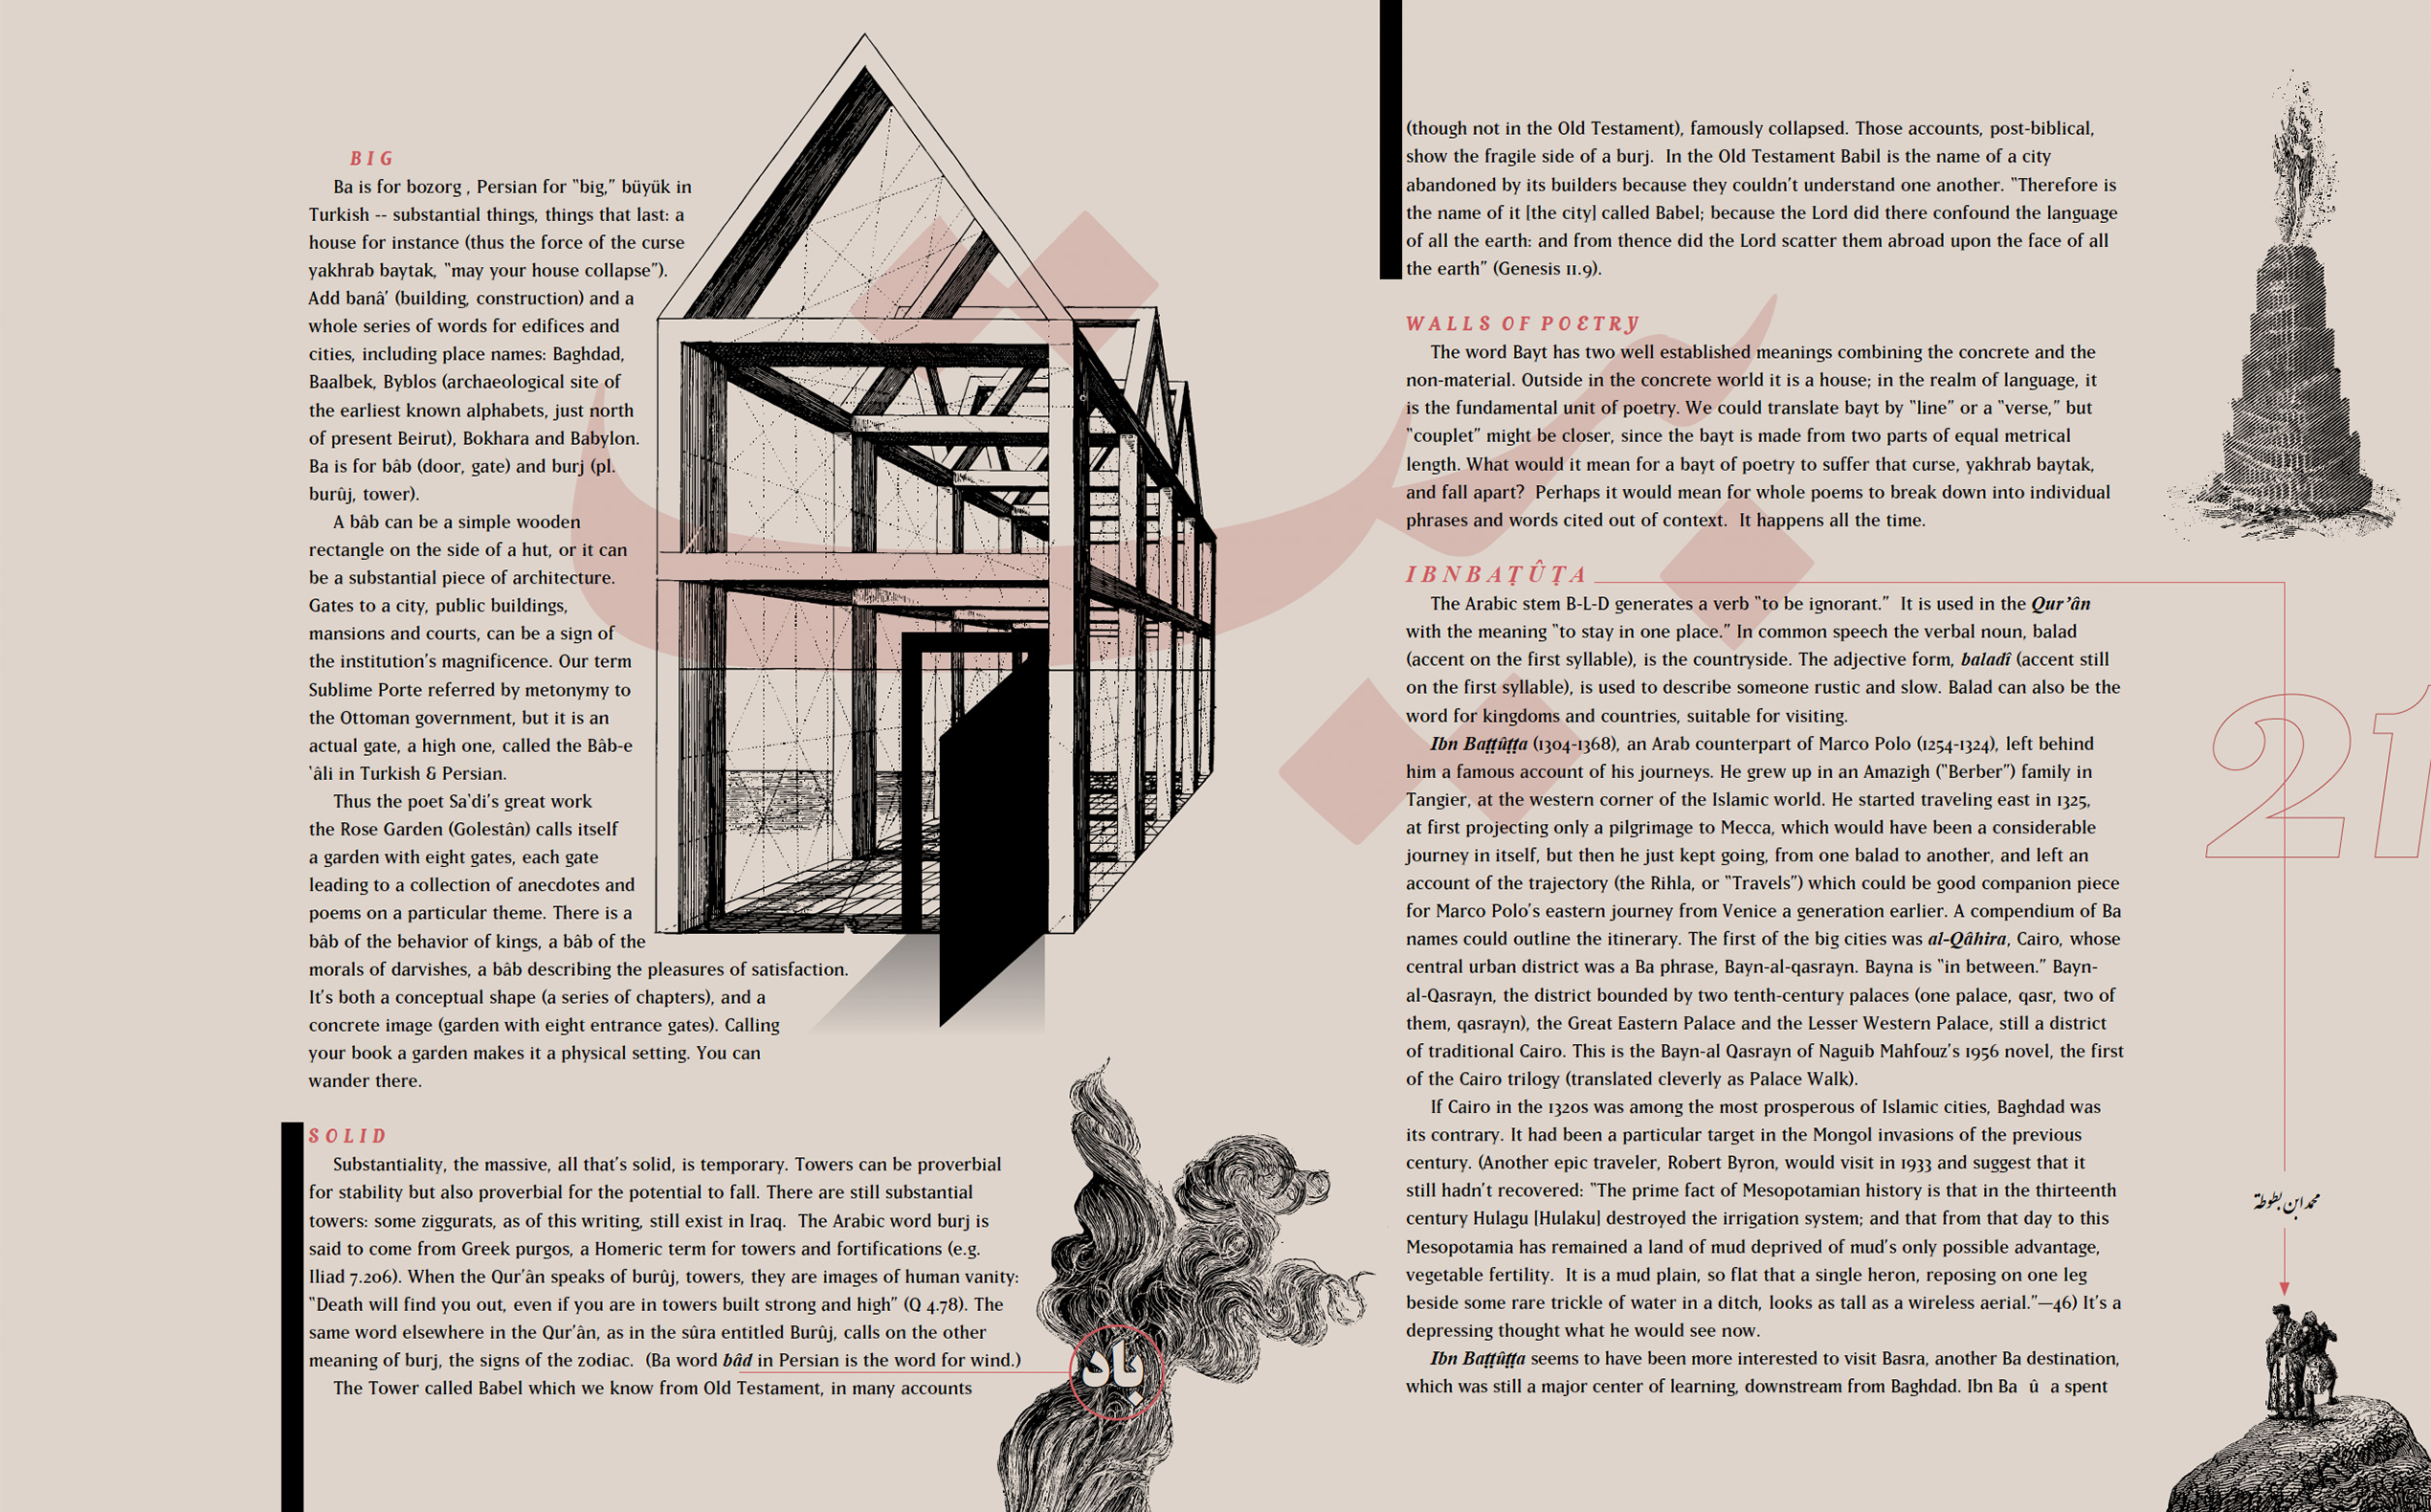 BIG
Ba is for bozorg , Persian for “big,” büyük in
Turkish -- substantial things, things that last: a
house for instance (thus the force of the curse
yakhrab baytak, “may your house collapse”).
Add banâ’ (building, construction) and a
whole series of words for edifices and
cities, including place names: Baghdad,
Baalbek, Byblos (archaeological site of
the earliest known alphabets, just north
of present Beirut), Bokhara and Babylon.
Ba is for bâb (door, gate) and burj (pl.
burûj, tower).
A bâb can be a simple wooden
rectangle on the side of a hut, or it can
be a substantial piece of architecture.
Gates to a city, public buildings,
mansions and courts, can be a sign of
the institution’s magnificence. Our term
Sublime Porte referred by metonymy to
the Ottoman government, but it is an
actual gate, a high one, called the Bâb-e
‘âli in Turkish & Persian.
Thus the poet Sa‘di’s great work
the Rose Garden (Golestân) calls itself
a garden with eight gates, each gate
leading to a collection of anecdotes and
poems on a particular theme. There is a
bâb of the behavior of kings, a bâb of the
morals of darvishes, a bâb describing the pleasures of satisfaction.
It’s both a conceptual shape (a series of chapters), and a
concrete image (garden with eight entrance gates). Calling
your book a garden makes it a physical setting. You can
wander there.
SOLID
Substantiality, the massive, all that’s solid, is temporary. Towers can be proverbial
for stability but also proverbial for the potential to fall. There are still substantial
towers: some ziggurats, as of this writing, still exist in Iraq. The Arabic word burj is
said to come from Greek purgos, a Homeric term for towers and fortifications (e.g.
Iliad 7.206). When the Qur’ân speaks of burûj, towers, they are images of human vanity:
“Death will find you out, even if you are in towers built strong and high” (Q 4.78). The
same word elsewhere in the Qur’ân, as in the sûra entitled Burûj, calls on the other
meaning of burj, the signs of the zodiac. (Ba word bâd in Persian is the word for wind.)
The Tower called Babel which we know from Old Testament, in many accounts
باد
(though not in the Old Testament), famously collapsed. Those accounts, post-biblical,
show the fragile side of a burj. In the Old Testament Babil is the name of a city
abandoned by its builders because they couldn’t understand one another. “Therefore is
the name of it [the city] called Babel; because the Lord did there confound the language
of all the earth: and from thence did the Lord scatter them abroad upon the face of all
the earth” (Genesis 11.9).
WALLS OF POETRY
The word Bayt has two well established meanings combining the concrete and the
non-material. Outside in the concrete world it is a house; in the realm of language, it
is the fundamental unit of poetry. We could translate bayt by “line” or a “verse,” but
“couplet” might be closer, since the bayt is made from two parts of equal metrical
length. What would it mean for a bayt of poetry to suffer that curse, yakhrab baytak,
and fall apart? Perhaps it would mean for whole poems to break down into individual
phrases and words cited out of context. It happens all the time.
IBNBAṬÛṬA
The Arabic stem B-L-D generates a verb “to be ignorant.” It is used in the Qur’ân
with the meaning “to stay in one place.” In common speech the verbal noun, balad
(accent on the first syllable), is the countryside. The adjective form, baladî (accent still
on the first syllable), is used to describe someone rustic and slow. Balad can also be the
word for kingdoms and countries, suitable for visiting.
Ibn Baṭṭûṭṭa (1304-1368), an Arab counterpart of Marco Polo (1254-1324), left behind
him a famous account of his journeys. He grew up in an Amazigh (“Berber”) family in
Tangier, at the western corner of the Islamic world. He started traveling east in 1325,
at first projecting only a pilgrimage to Mecca, which would have been a considerable
journey in itself, but then he just kept going, from one balad to another, and left an
account of the trajectory (the Rihla, or “Travels”) which could be good companion piece
for Marco Polo’s eastern journey from Venice a generation earlier. A compendium of Ba
names could outline the itinerary. The first of the big cities was al-Qâhira, Cairo, whose
central urban district was a Ba phrase, Bayn-al-qasrayn. Bayna is “in between.” Bayn-
al-Qasrayn, the district bounded by two tenth-century palaces (one palace, qasr, two of
them, qasrayn), the Great Eastern Palace and the Lesser Western Palace, still a district
of traditional Cairo. This is the Bayn-al Qasrayn of Naguib Mahfouz’s 1956 novel, the first
of the Cairo trilogy (translated cleverly as Palace Walk).
If Cairo in the 1320s was among the most prosperous of Islamic cities, Baghdad was
its contrary. It had been a particular target in the Mongol invasions of the previous
century. (Another epic traveler, Robert Byron, would visit in 1933 and suggest that it
still hadn’t recovered: “The prime fact of Mesopotamian history is that in the thirteenth
century Hulagu [Hulaku] destroyed the irrigation system; and that from that day to this
Mesopotamia has remained a land of mud deprived of mud’s only possible advantage,
vegetable fertility. It is a mud plain, so flat that a single heron, reposing on one leg
beside some rare trickle of water in a ditch, looks as tall as a wireless aerial.”—46) It’s a
depressing thought what he would see now.
Ibn Baṭṭûṭṭa seems to have been more interested to visit Basra, another Ba destination,
which was still a major center of learning, downstream from Baghdad. Ibn Ba û a spent
21
محمد ابن بطوطة
بيت